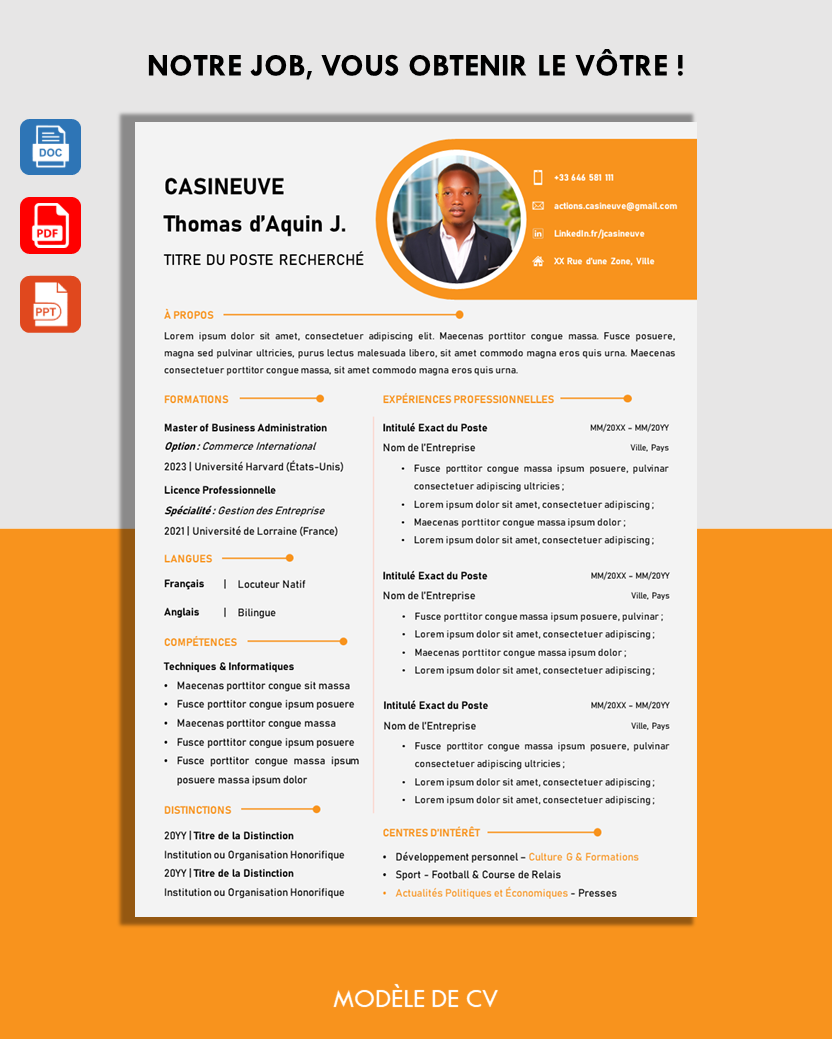 NOTRE JOB, VOUS OBTENIR LE VÔTRE !
DOC
PDF
PPT
CASINEUVE
Thomas d'Aquin J.
TITRE DU POSTE RECHERCHÉ
+33 646 581 111
actions.casineuve@gmail.com
in
LinkedIn.fr/jcasineuve
XX Rue d'une Zone, Ville
À PROPOS
Lorem ipsum dolor sit amet, consectetuer adipiscing elit. Maecenas porttitor congue massa. Fusce posuere,
magna sed pulvinar ultricies, purus lectus malesuada libero, sit amet commodo magna eros quis urna. Maecenas
consectetuer porttitor congue massa, sit amet commodo magna eros quis urna.
FORMATIONS
Master of Business Administration
Option : Commerce International
2023 | Université Harvard (États-Unis)
Licence Professionnelle
Spécialité : Gestion des Entreprise
2021 | Université de Lorraine (France)
LANGUES
Français | Locuteur Natif
Anglais | Bilingue
COMPÉTENCES
Techniques & Informatiques
• Maecenas porttitor congue sit massa
• Fusce porttitor congue ipsum posuere
• Maecenas porttitor congue massa
• Fusce porttitor congue ipsum posuere
• Fusce porttitor congue massa ipsum
posuere massa ipsum dolor
DISTINCTIONS
20YY | Titre de la Distinction
Institution ou Organisation Honorifique
20YY | Titre de la Distinction
Institution ou Organisation Honorifique
EXPÉRIENCES PROFESSIONNELLES
Intitulé Exact du Poste MM/20XX – MM/20YY
Nom de l'Entreprise Ville, Pays
• Fusce porttitor congue massa ipsum posuere, pulvinar
consectetuer adipiscing ultricies ;
• Lorem ipsum dolor sit amet, consectetuer adipiscing ;
• Maecenas porttitor congue massa ipsum dolor ;
• Lorem ipsum dolor sit amet, consectetuer adipiscing ;
Intitulé Exact du Poste MM/20XX – MM/20YY
Nom de l'Entreprise Ville, Pays
• Fusce porttitor congue massa ipsum posuere, pulvinar ;
• Lorem ipsum dolor sit amet, consectetuer adipiscing ;
• Maecenas porttitor congue massa ipsum dolor ;
• Lorem ipsum dolor sit amet, consectetuer adipiscing ;
Intitulé Exact du Poste MM/20XX – MM/20YY
Nom de l'Entreprise Ville, Pays
• Fusce porttitor congue massa ipsum posuere, pulvinar
consectetuer adipiscing ultricies ;
• Lorem ipsum dolor sit amet, consectetuer adipiscing ;
• Lorem ipsum dolor sit amet, consectetuer adipiscing ;
CENTRES D'INTÉRÊT
• Développement personnel – Culture G & Formations
• Sport - Football & Course de Relais
• Actualités Politiques et Économiques - Presses
MODÈLE DE CV